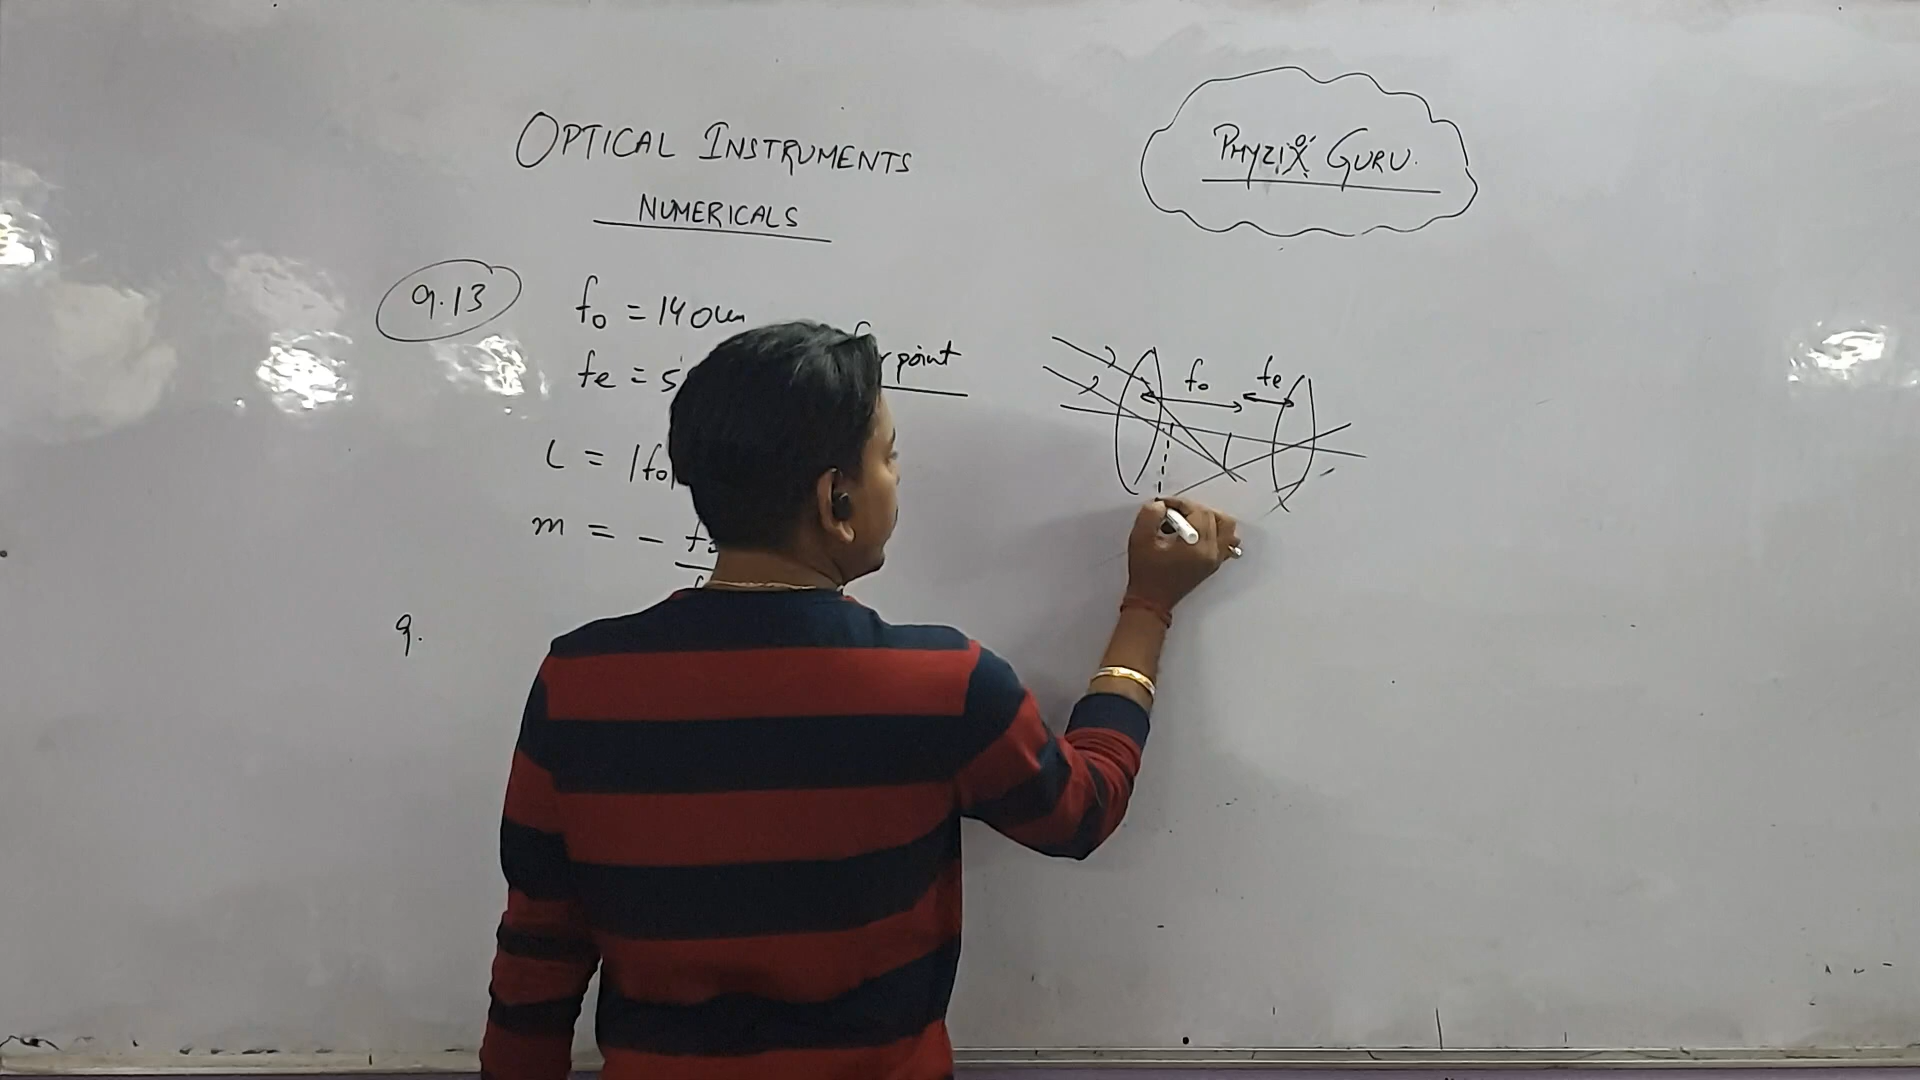 OPTICAL INSTRUMENTS
NUMERICALS
PHYZIX GURU.
9.13
fo = 140cm
fe = 5
point
L = |fo|
m = -
fo
fe
9.